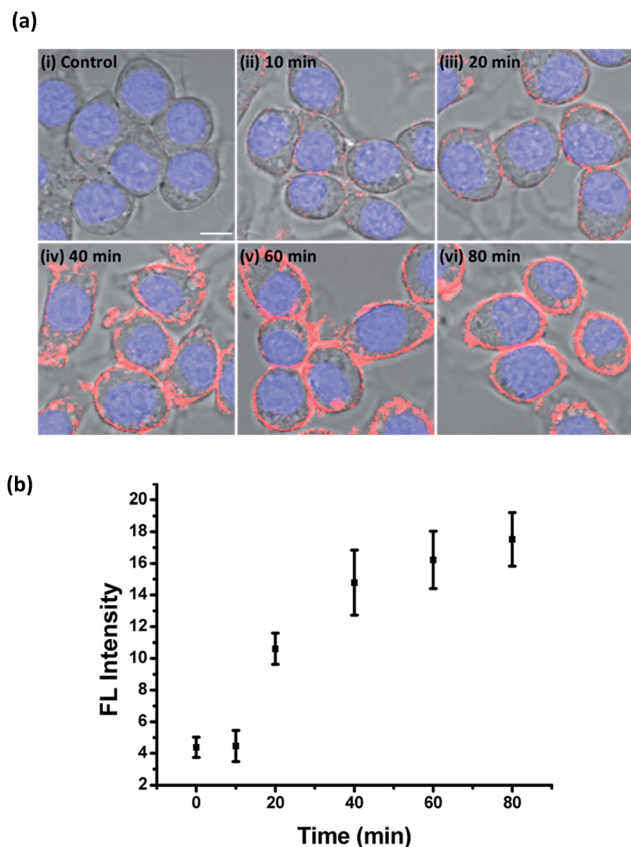 (a)
(i) Control
(ii) 10 min
(iii) 20 min
(iv) 40 min
(v) 60 min
(vi) 80 min
(b)
20
18
16
14
12
10
8
6
4
2
FL Intensity
0 20 40 60 80
Time (min)